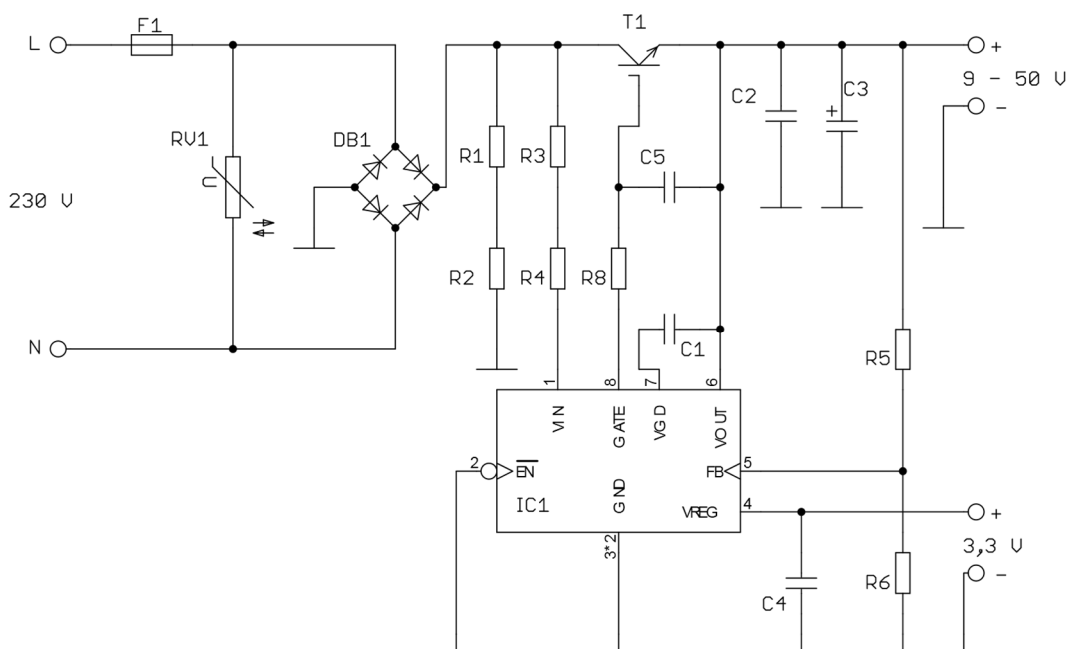 T1
F1
L
+
9 - 50 V
-
C2
C3
+
RV1
U
DB1
R1
R3
C5
230 V
R2
R4
R8
N
C1
R5
1
8
7
6
VIN
GATE
VGD
VOUT
2
EN
FB
5
IC1
GND
VREG
4
+
3*2
3,3 V
-
C4
R6